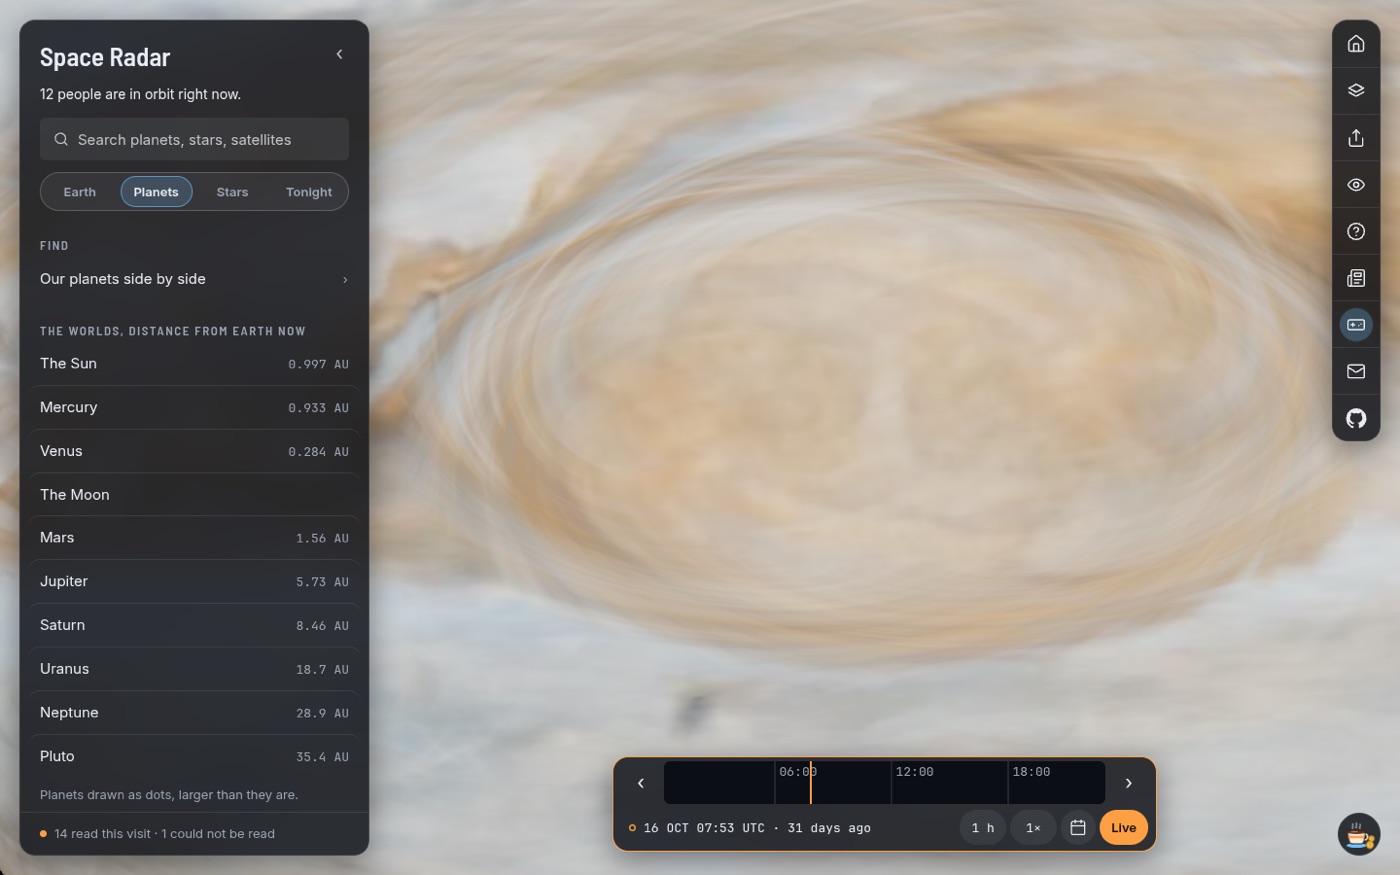 Space Radar
12 people are in orbit right now.
Search planets, stars, satellites
Earth Planets Stars Tonight
FIND
Our planets side by side
THE WORLDS, DISTANCE FROM EARTH NOW
The Sun 0.997 AU
Mercury 0.933 AU
Venus 0.284 AU
The Moon
Mars 1.56 AU
Jupiter 5.73 AU
Saturn 8.46 AU
Uranus 18.7 AU
Neptune 28.9 AU
Pluto 35.4 AU
Planets drawn as dots, larger than they are.
14 read this visit · 1 could not be read
06:00 12:00 18:00
16 OCT 07:53 UTC · 31 days ago 1 h 1× Live